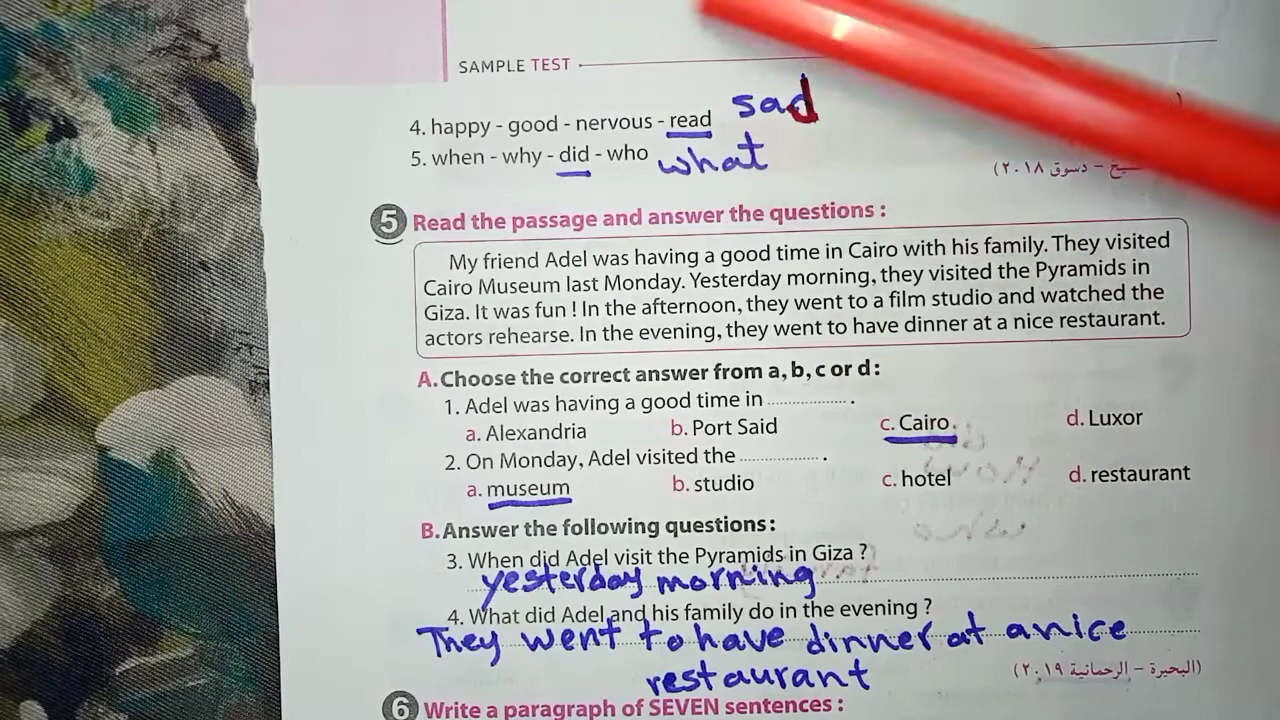 SAMPLE TEST
4. happy - good - nervous - read sad
5. when - why - did - who what
دسوق ٢٠١٨)
5 Read the passage and answer the questions :
My friend Adel was having a good time in Cairo with his family. They visited
Cairo Museum last Monday. Yesterday morning, they visited the Pyramids in
Giza. It was fun ! In the afternoon, they went to a film studio and watched the
actors rehearse. In the evening, they went to have dinner at a nice restaurant.
A. Choose the correct answer from a, b, c or d :
1. Adel was having a good time in .................. .
a. Alexandria b. Port Said c. Cairo. d. Luxor
2. On Monday, Adel visited the .................. .
a. museum b. studio c. hotel d. restaurant
B. Answer the following questions :
3. When did Adel visit the Pyramids in Giza ?
yesterday morning
4. What did Adel and his family do in the evening ?
They went to have dinner at a nice
restaurant
(البحيرة – الرحمانية ٢٠١٩)
6 Write a paragraph of SEVEN sentences :